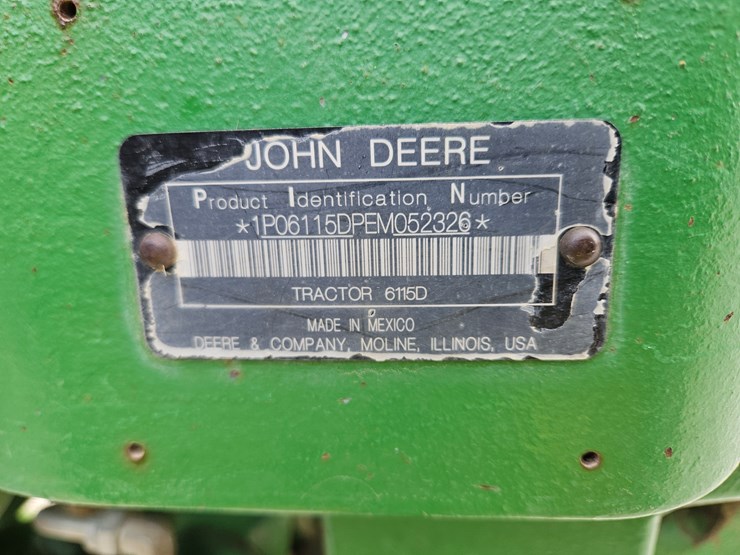 JOHN DEERE
Product Identification Number
*1P06115DPEM052326*
TRACTOR 6115D
MADE IN MEXICO
DEERE & COMPANY, MOLINE, ILLINOIS, USA